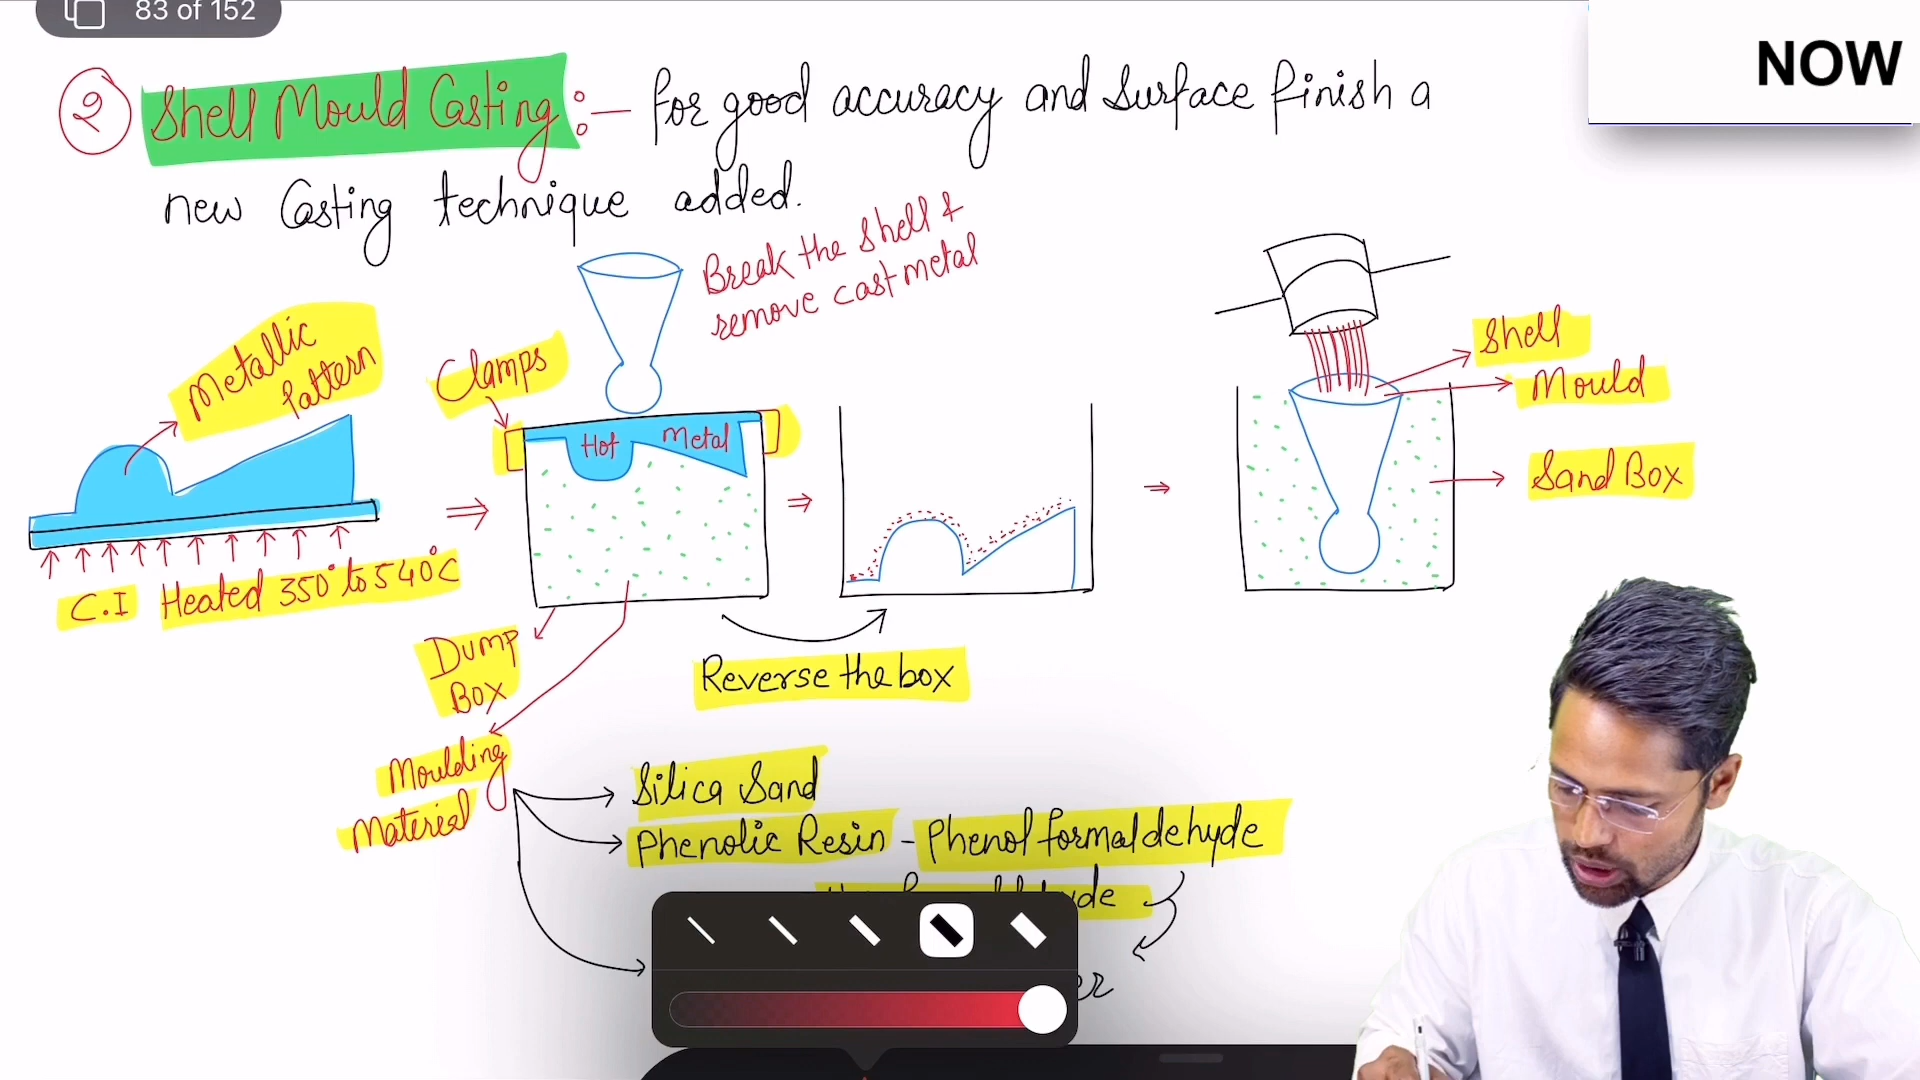 83 of 152
NOW
2 Shell Mould Casting :- For good accuracy and Surface finish a
new Casting technique added.
Break the shell &
remove cast metal
Metallic
Pattern
Clamps
Hot Metal
Shell
Mould
Sand Box
C.I Heated 350° to 540°C
Dump
Box
Reverse the box
Moulding
Material
Silica Sand
Phenolic Resin - Phenol formaldehyde